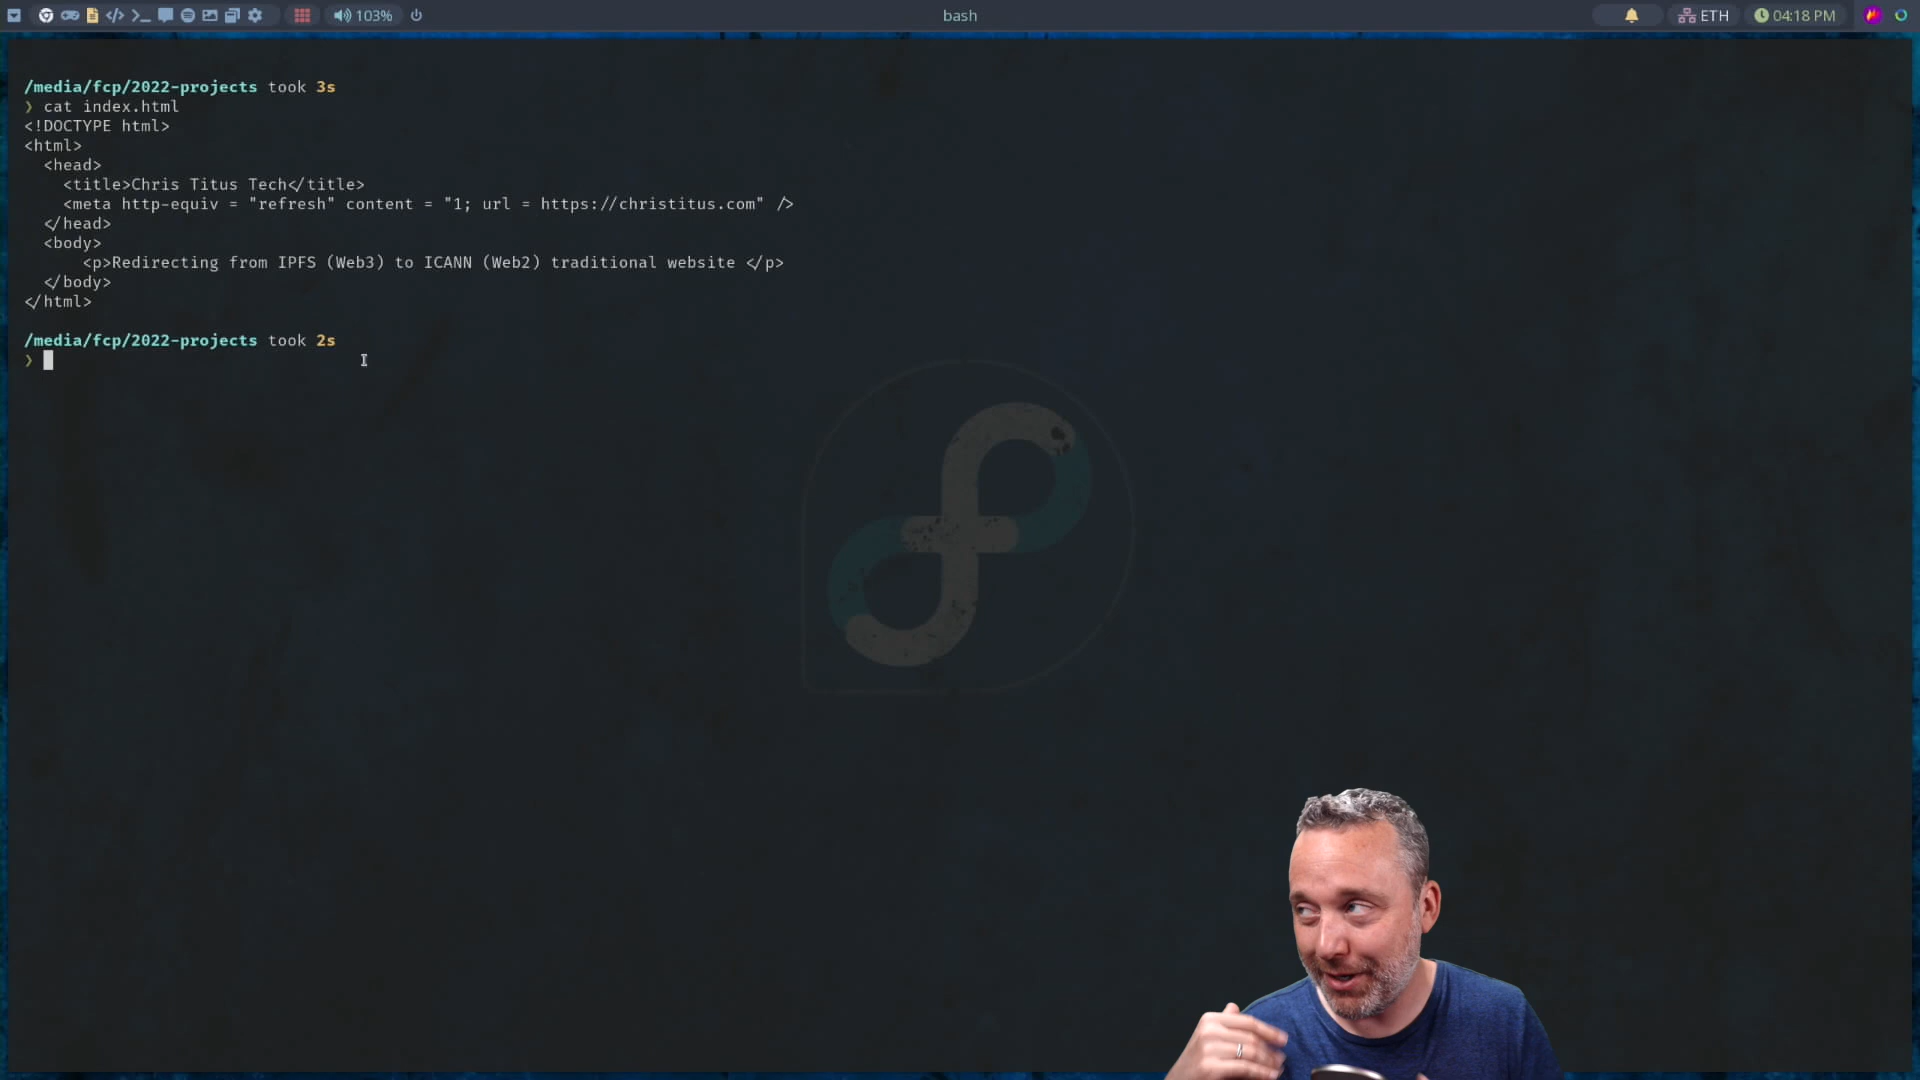 103%
bash
ETH
04:18 PM
/media/fcp/2022-projects took 3s
❯ cat index.html
<!DOCTYPE html>
<html>
<head>
<title>Chris Titus Tech</title>
<meta http-equiv = "refresh" content = "1; url = https://christitus.com" />
</head>
<body>
<p>Redirecting from IPFS (Web3) to ICANN (Web2) traditional website </p>
</body>
</html>
/media/fcp/2022-projects took 2s
❯